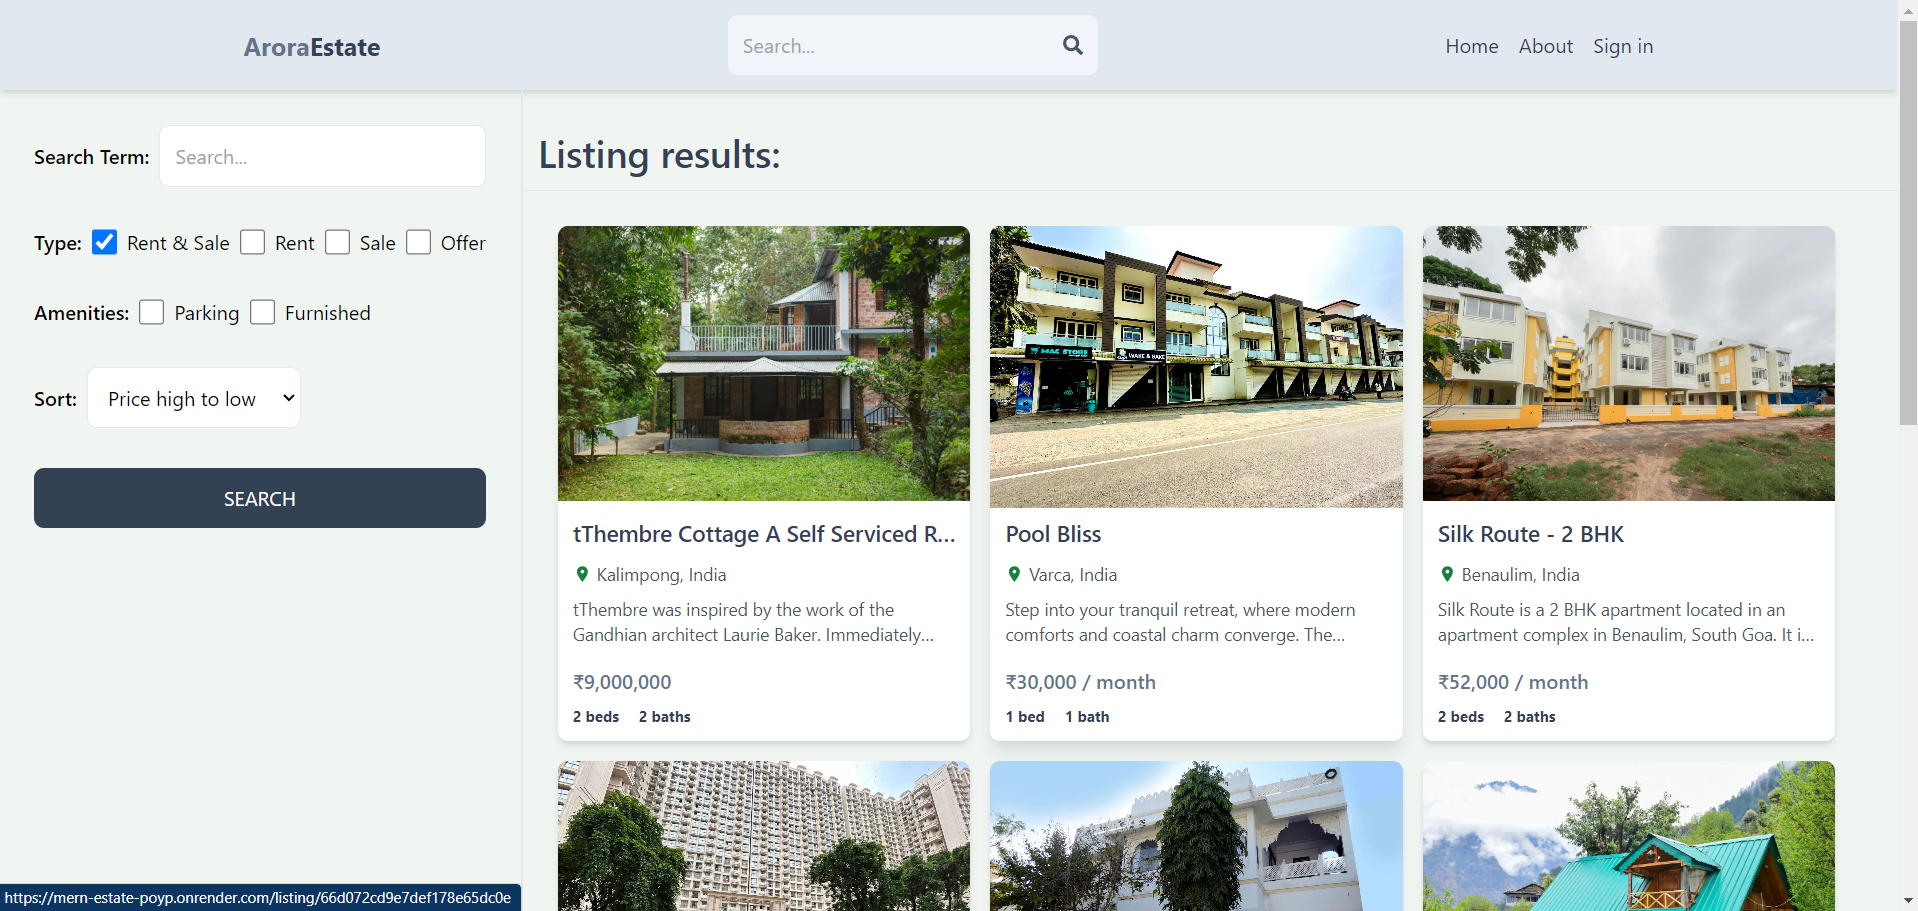 AroraEstate
Search...
Home About Sign in
Search Term: Search...
Type: Rent & Sale Rent Sale Offer
Amenities: Parking Furnished
Sort: Price high to low
SEARCH
Listing results:
tThembre Cottage A Self Serviced R...
Kalimpong, India
tThembre was inspired by the work of the
Gandhian architect Laurie Baker. Immediately...
₹9,000,000
2 beds 2 baths
MAC STORE
WAKE & BAKE
Pool Bliss
Varca, India
Step into your tranquil retreat, where modern
comforts and coastal charm converge. The...
₹30,000 / month
1 bed 1 bath
Silk Route - 2 BHK
Benaulim, India
Silk Route is a 2 BHK apartment located in an
apartment complex in Benaulim, South Goa. It i...
₹52,000 / month
2 beds 2 baths
https://mern-estate-poyp.onrender.com/listing/66d072cd9e7def178e65dc0e